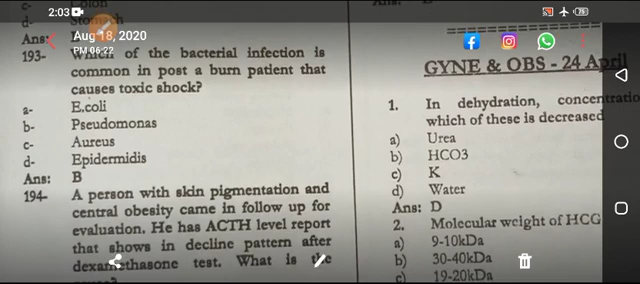 2:03
75
Colon
d- Stomach
Ans:
Aug 18, 2020
PM 06:22
193- Which of the bacterial infection is
common in post a burn patient that
causes toxic shock?
a- E.coli
b- Pseudomonas
c- Aureus
d- Epidermidis
Ans: B
194- A person with skin pigmentation and
central obesity came in follow up for
evaluation. He has ACTH level report
that shows in decline pattern after
dexamethasone test. What is the
GYNE & OBS - 24 April
1. In dehydration, concentratio
which of these is decreased
a) Urea
b) HCO3
c) K
d) Water
Ans: D
2. Molecular weight of HCG
a) 9-10kDa
b) 30-40kDa
c) 19-20kDa